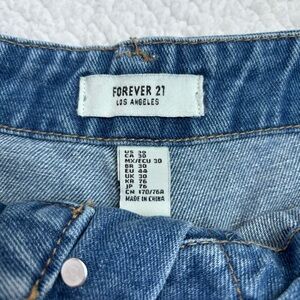 FOREVER 21
LOS ANGELES
US 30
CA 30
MX/ECU 30
BR 30
EU 44
UK 30
KR 76
JP 76
CN 170/76A
MADE IN CHINA